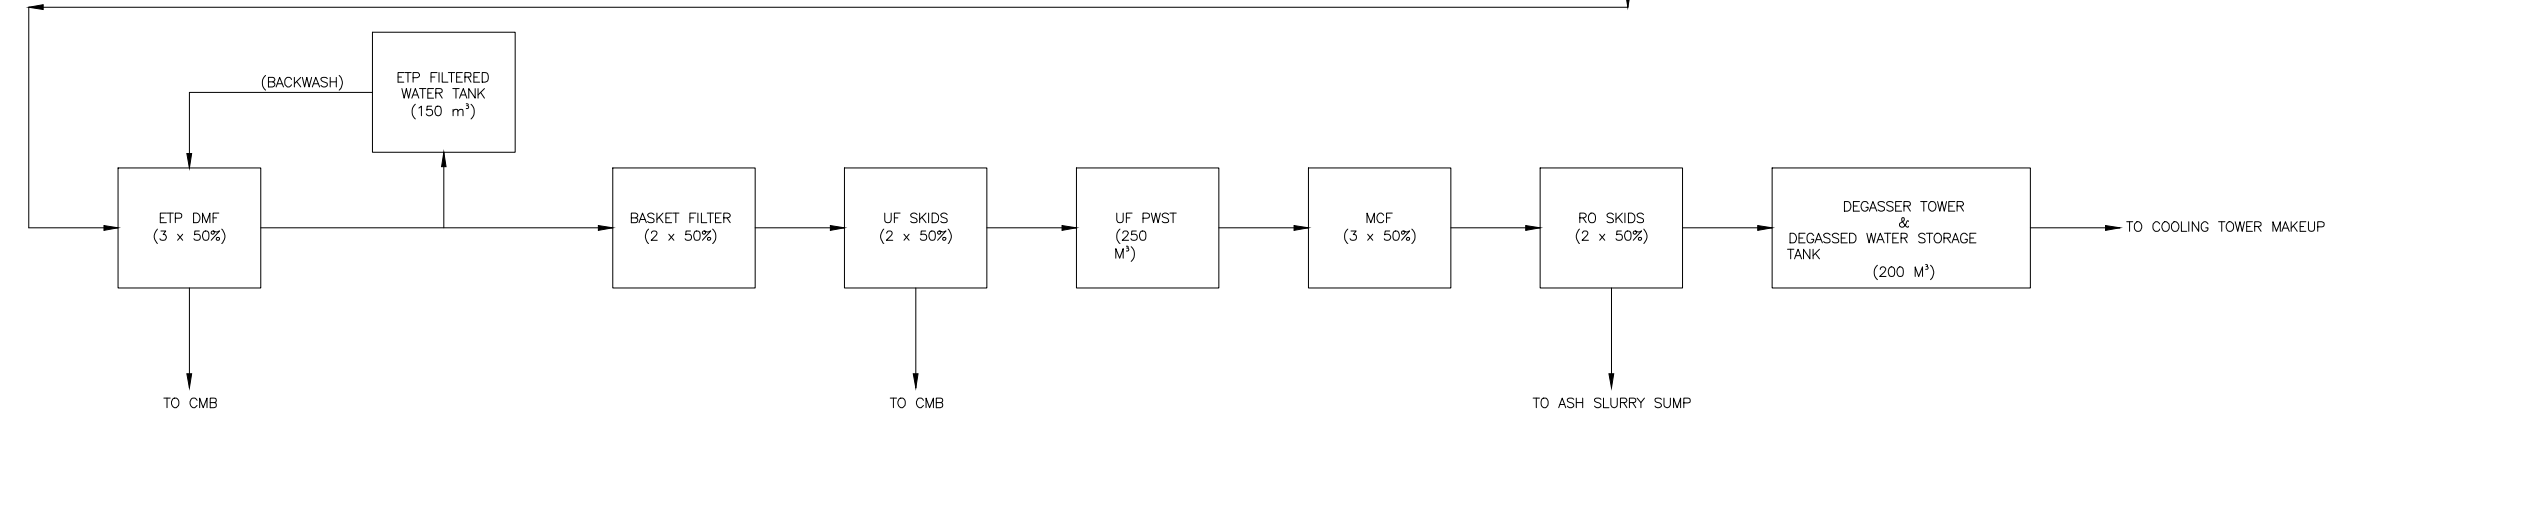 (BACKWASH)
ETP FILTERED
WATER TANK
(150 m³)
ETP DMF
(3 x 50%)
BASKET FILTER
(2 x 50%)
UF SKIDS
(2 x 50%)
UF PWST
(250
M³)
MCF
(3 x 50%)
RO SKIDS
(2 x 50%)
DEGASSER TOWER
&
DEGASSED WATER STORAGE
TANK
(200 M³)
TO COOLING TOWER MAKEUP
TO CMB
TO CMB
TO ASH SLURRY SUMP